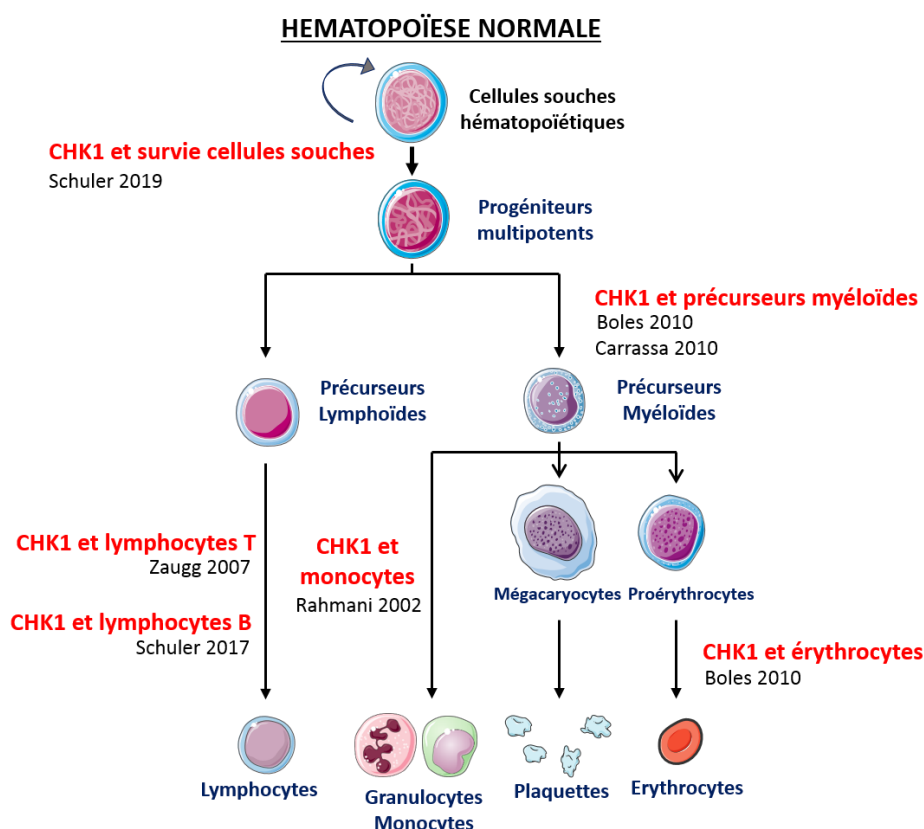 HEMATOPOÏESE NORMALE
Cellules souches
hématopoïétiques
CHK1 et survie cellules souches
Schuler 2019
Progéniteurs
multipotents
CHK1 et précurseurs myéloïdes
Boles 2010
Carrassa 2010
Précurseurs
Lymphoïdes
Précurseurs
Myéloïdes
CHK1 et lymphocytes T
Zaugg 2007
CHK1 et lymphocytes B
Schuler 2017
CHK1 et
monocytes
Rahmani 2002
Mégacaryocytes
Proérythrocytes
CHK1 et érythrocytes
Boles 2010
Lymphocytes
Granulocytes
Monocytes
Plaquettes
Erythrocytes